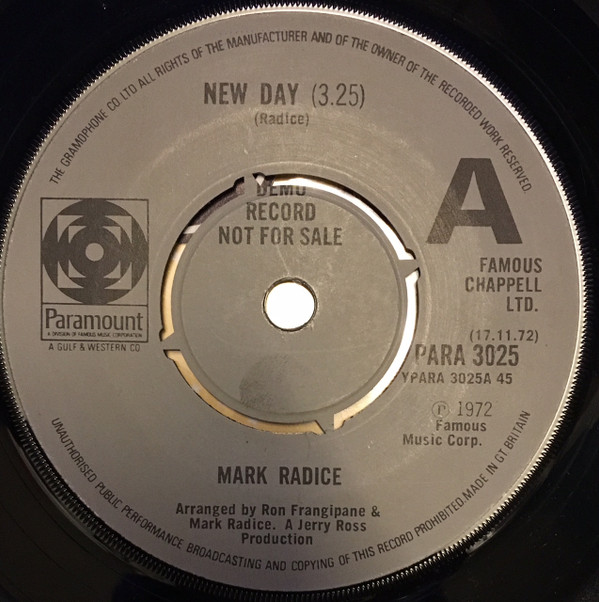 THE GRAMOPHONE CO. LTD ALL RIGHTS OF THE MANUFACTURER AND OF THE OWNER OF THE RECORDED WORK RESERVED.
NEW DAY (3.25)
(Radice)
DEMO
RECORD
NOT FOR SALE
A
Paramount
A DIVISION OF FAMOUS MUSIC CORPORATION
A GULF & WESTERN CO
FAMOUS
CHAPPELL
LTD.
(17.11.72)
PARA 3025
YPARA 3025A 45
℗ 1972
Famous
Music Corp.
MARK RADICE
Arranged by Ron Frangipane &
Mark Radice. A Jerry Ross
Production
UNAUTHORISED PUBLIC PERFORMANCE BROADCASTING AND COPYING OF THIS RECORD PROHIBITED. MADE IN GT BRITAIN